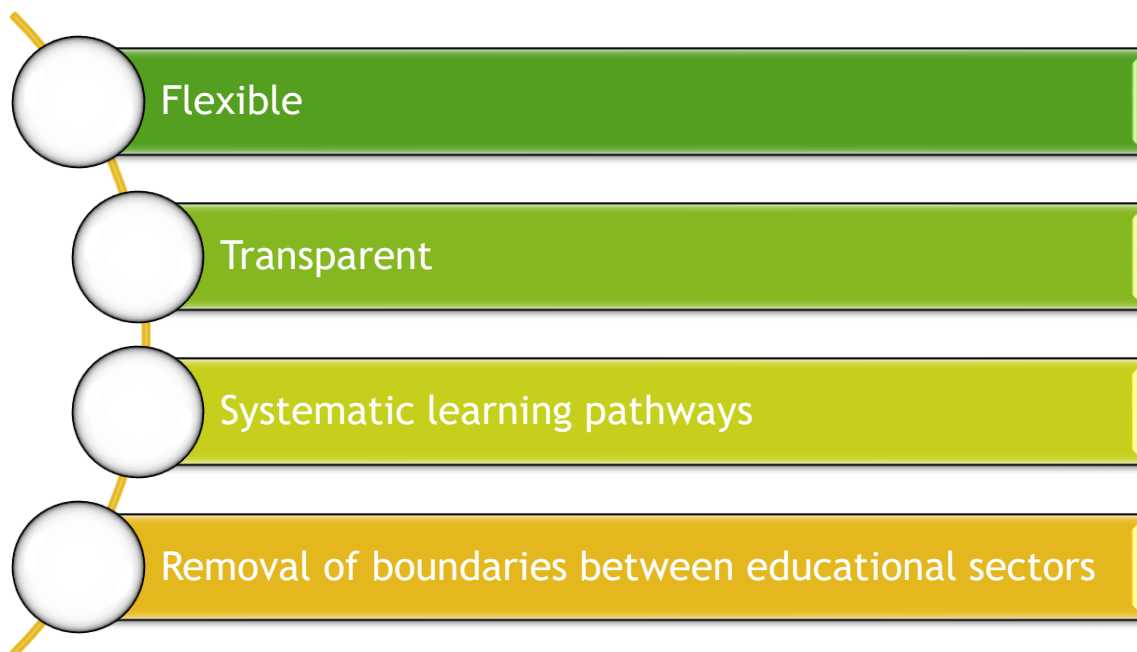 Flexible
Transparent
Systematic learning pathways
Removal of boundaries between educational sectors